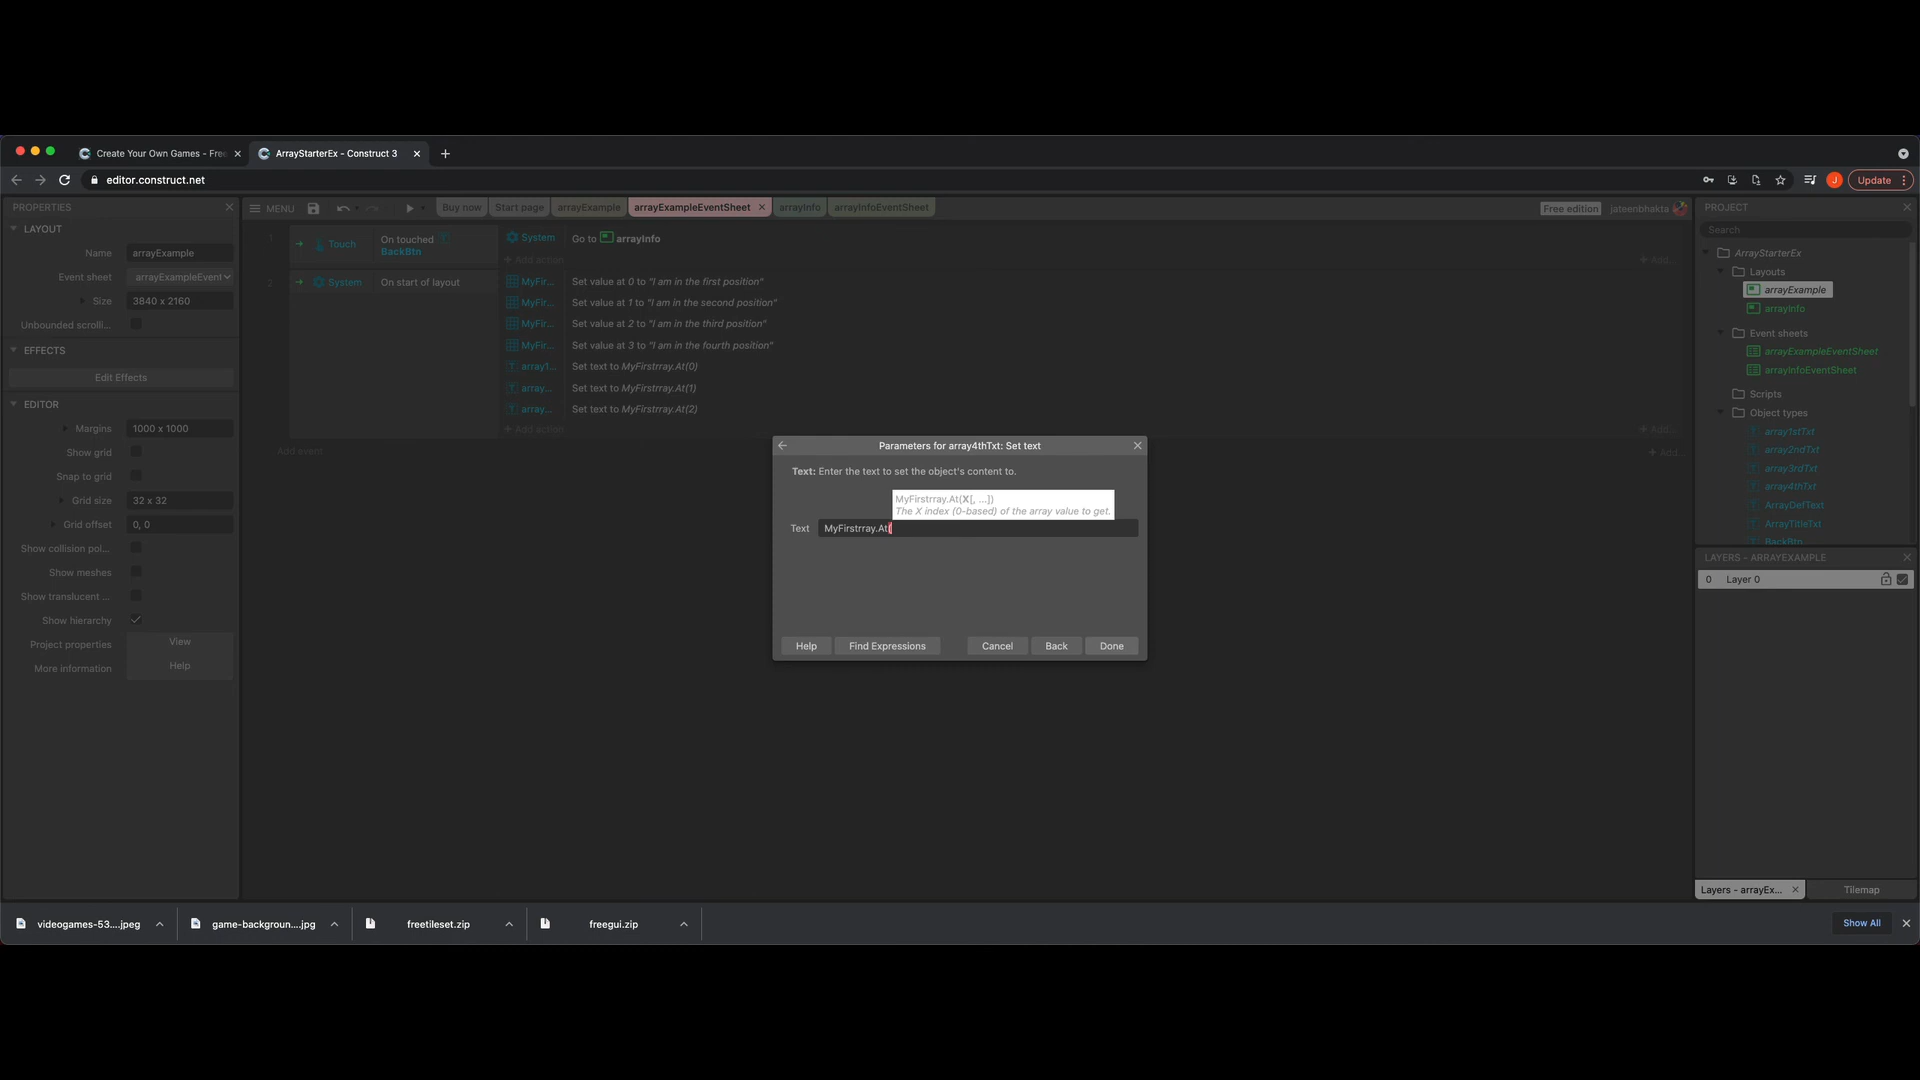 Create Your Own Games - Free
ArrayStarterEx - Construct 3
editor.construct.net
J
Update
PROPERTIES
MENU
Buy now
Start page
arrayExample
arrayExampleEventSheet
arrayInfo
arrayInfoEventSheet
Free edition
jateenbhakta
PROJECT
LAYOUT
Name
arrayExample
Event sheet
arrayExampleEvent
Size
3840 x 2160
Unbounded scrolli...
EFFECTS
Edit Effects
EDITOR
Margins
1000 x 1000
Show grid
Snap to grid
Grid size
32 x 32
Grid offset
0, 0
Show collision poi...
Show meshes
Show translucent ...
Show hierarchy
Project properties
View
More information
Help
1
Touch
On touched
BackBtn
System
Go to arrayInfo
+ Add action
+ Add...
2
System
On start of layout
MyFir...
Set value at 0 to "I am in the first position"
MyFir...
Set value at 1 to "I am in the second position"
MyFir...
Set value at 2 to "I am in the third position"
MyFir...
Set value at 3 to "I am in the fourth position"
array1...
Set text to MyFirstrray.At(0)
array...
Set text to MyFirstrray.At(1)
array...
Set text to MyFirstrray.At(2)
+ Add action
+ Add...
Add event
+ Add...
Parameters for array4thTxt: Set text
Text: Enter the text to set the object's content to.
MyFirstrray.At(X[, ...])
The X index (0-based) of the array value to get.
Text
MyFirstrray.At(
Help
Find Expressions
Cancel
Back
Done
Search
ArrayStarterEx
Layouts
arrayExample
arrayInfo
Event sheets
arrayExampleEventSheet
arrayInfoEventSheet
Scripts
Object types
array1stTxt
array2ndTxt
array3rdTxt
array4thTxt
ArrayDefText
ArrayTitleTxt
BackBtn
LAYERS - ARRAYEXAMPLE
0
Layer 0
Layers - arrayEx...
Tilemap
videogames-53....jpeg
game-backgroun....jpg
freetileset.zip
freegui.zip
Show All